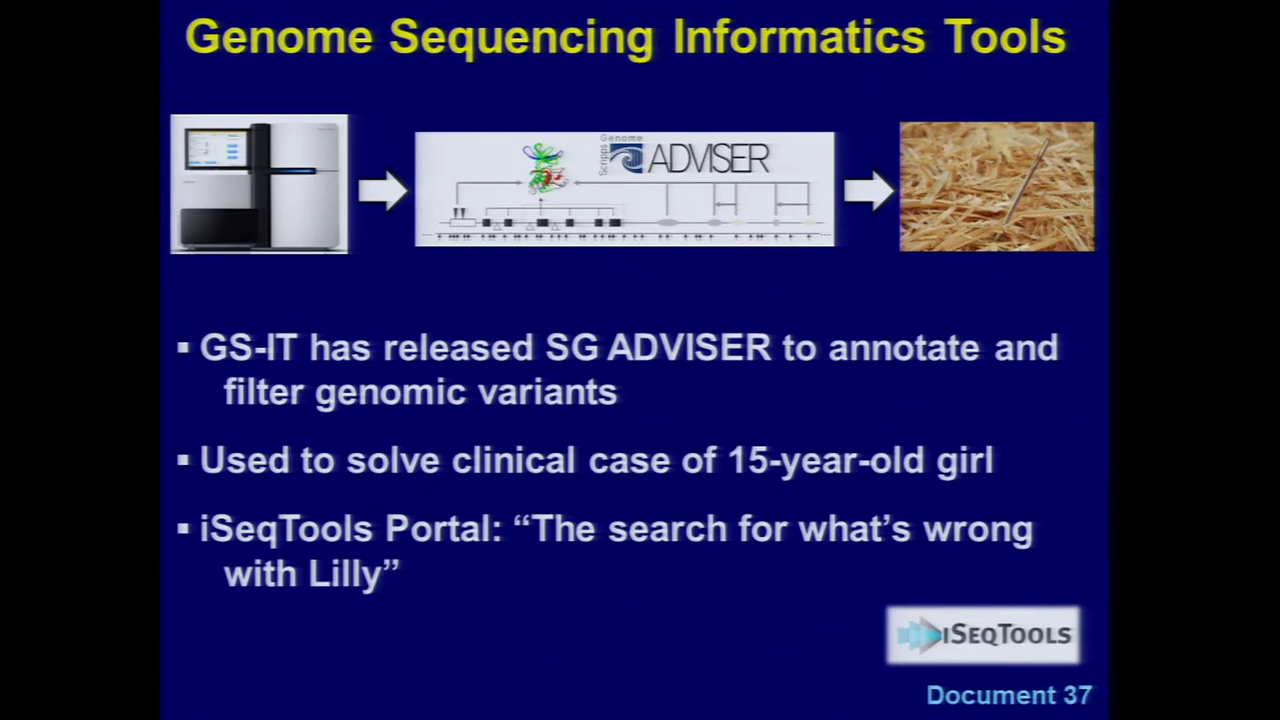 Genome Sequencing Informatics Tools
Scripps
Genome
ADVISER
▪ GS-IT has released SG ADVISER to annotate and
filter genomic variants
▪ Used to solve clinical case of 15-year-old girl
▪ iSeqTools Portal: “The search for what’s wrong
with Lilly”
iSEQTOOLS
Document 37